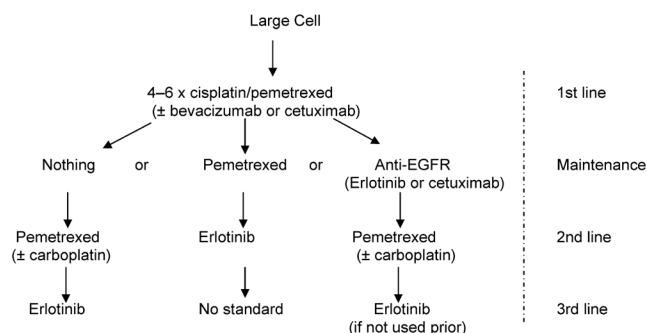 Large Cell
4–6 x cisplatin/pemetrexed
(± bevacizumab or cetuximab)
1st line
Nothing or Pemetrexed or Anti-EGFR
(Erlotinib or cetuximab)
Maintenance
Pemetrexed
(± carboplatin)
Erlotinib
Pemetrexed
(± carboplatin)
2nd line
Erlotinib
No standard
Erlotinib
(if not used prior)
3rd line